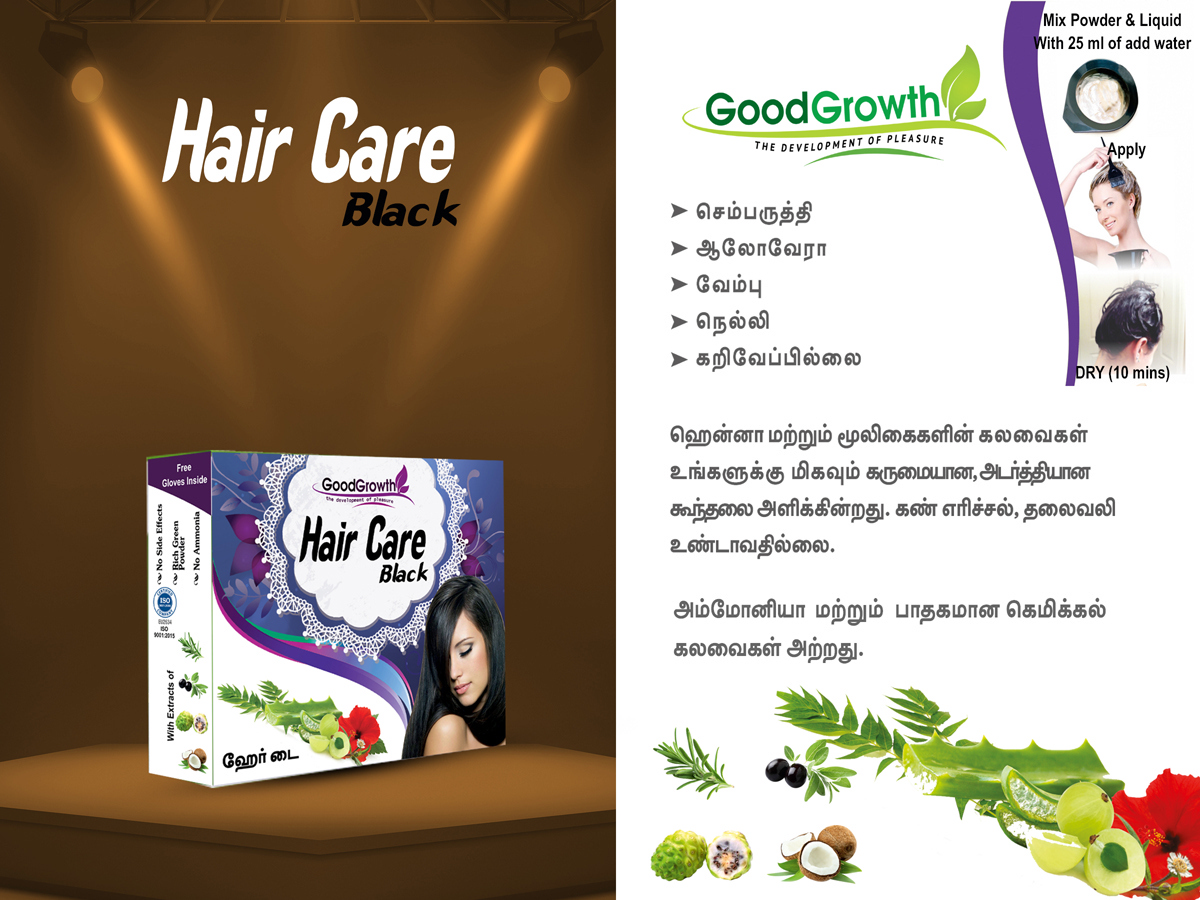 Hair Care
Black
Free
Gloves Inside
No Side Effects
Rich Green
Powder
No Ammonia
ISO
ISO
9001:2015
With Extracts of
GoodGrowth
The development of pleasure
Hair Care
Black
ஹேர் டை
GoodGrowth
THE DEVELOPMENT OF PLEASURE
Mix Powder & Liquid
With 25 ml of add water
Apply
DRY (10 mins)
➤ செம்பருத்தி
➤ ஆலோவேரா
➤ வேம்பு
➤ நெல்லி
➤ கறிவேப்பில்லை
ஹென்னா மற்றும் மூலிகைகளின் கலவைகள்
உங்களுக்கு மிகவும் கருமையான,அடர்த்தியான
கூந்தலை அளிக்கின்றது. கண் எரிச்சல், தலைவலி
உண்டாவதில்லை.
அம்மோனியா மற்றும் பாதகமான கெமிக்கல்
கலவைகள் அற்றது.